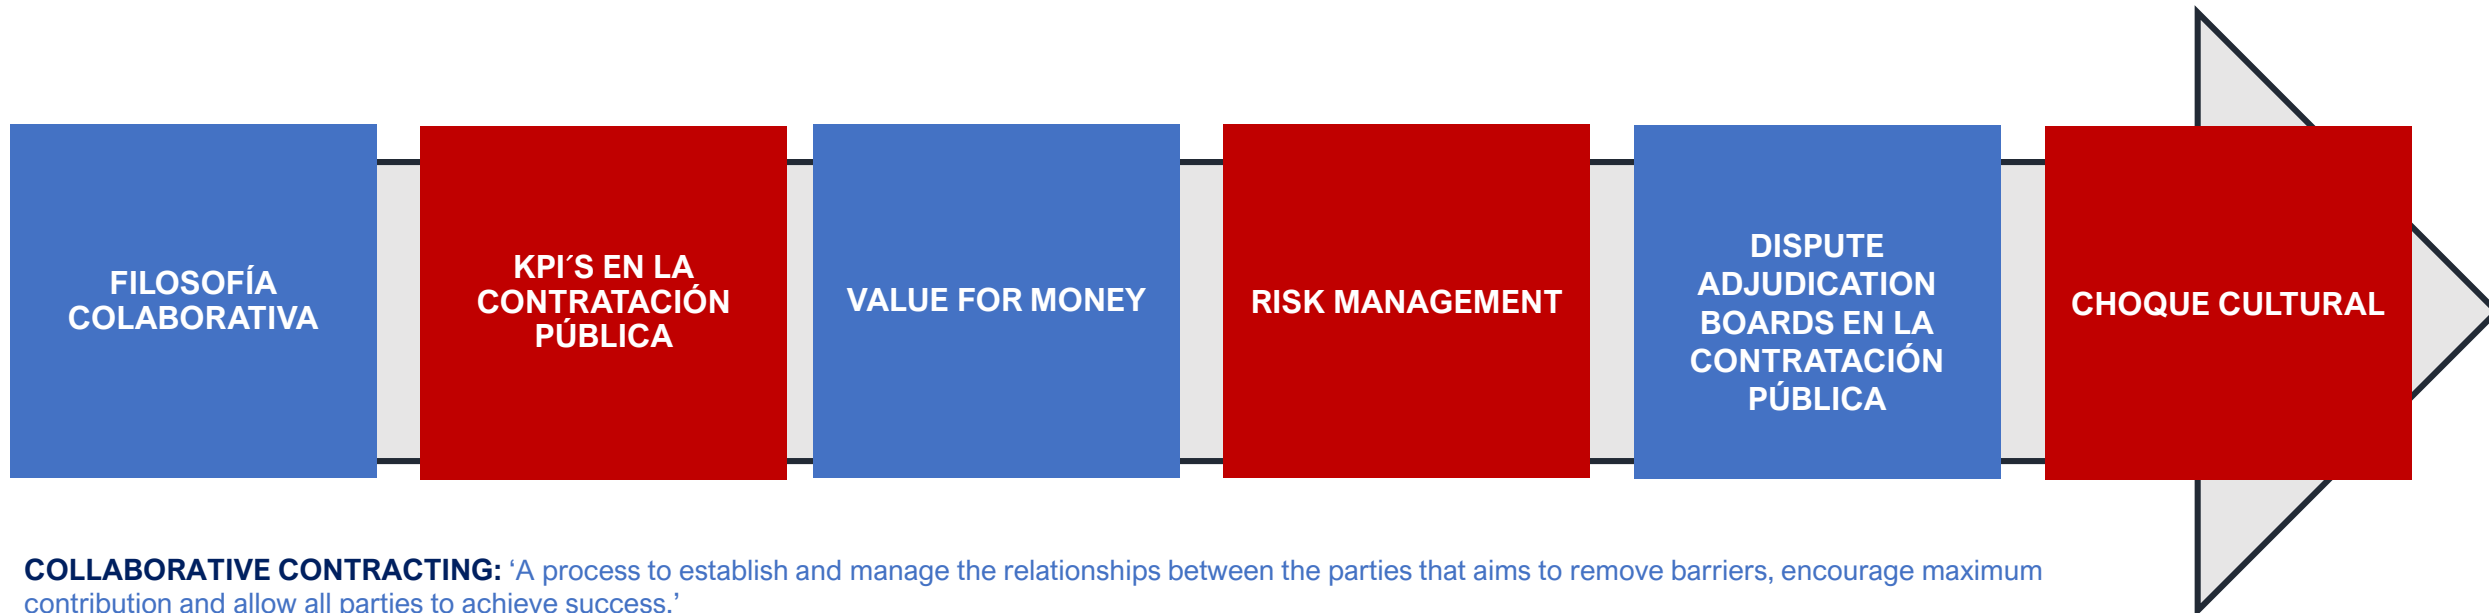 FILOSOFÍA
COLABORATIVA
KPI´S EN LA
CONTRATACIÓN
PÚBLICA
VALUE FOR MONEY
RISK MANAGEMENT
DISPUTE
ADJUDICATION
BOARDS EN LA
CONTRATACIÓN
PÚBLICA
CHOQUE CULTURAL
COLLABORATIVE CONTRACTING: ‘A process to establish and manage the relationships between the parties that aims to remove barriers, encourage maximum
contribution and allow all parties to achieve success.’